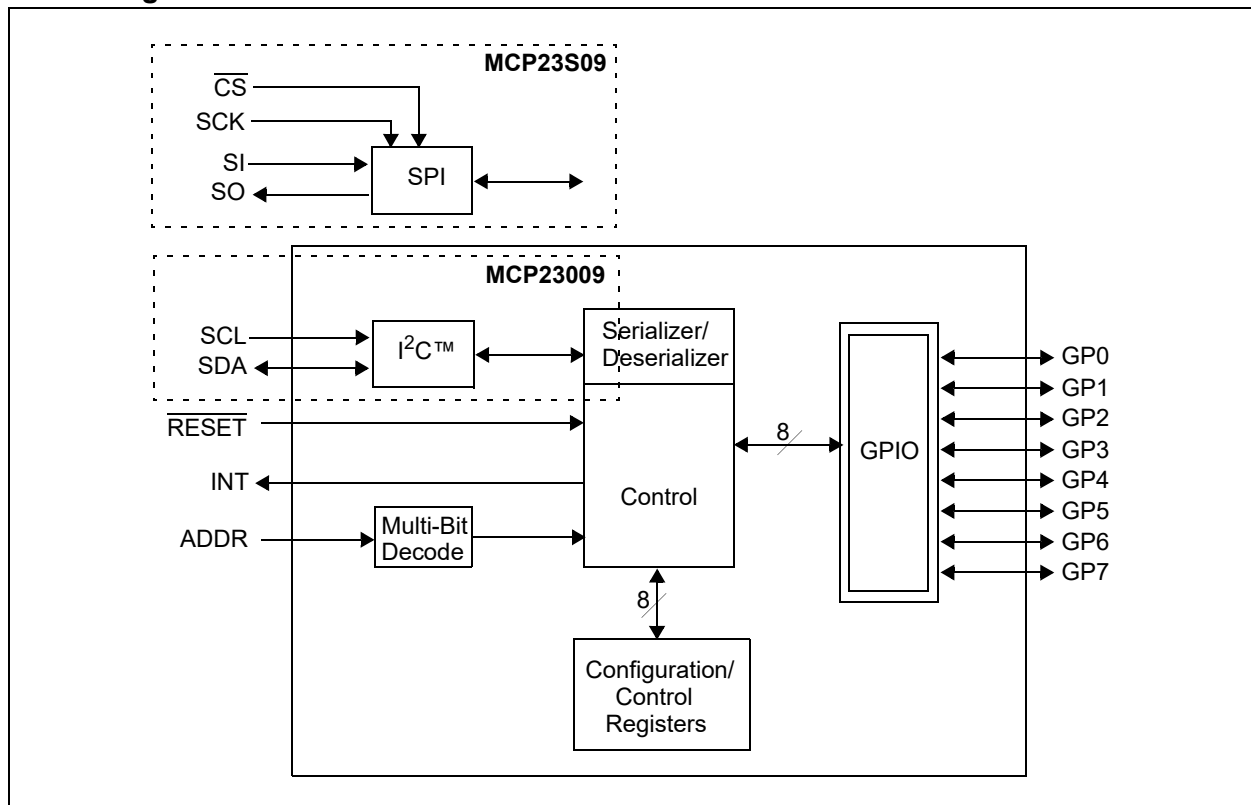 MCP23S09
CS
SCK
SI
SO
SPI
MCP23009
SCL
SDA
I²C™
Serializer/
Deserializer
RESET
INT
ADDR
Multi-Bit
Decode
Control
8
GPIO
GP0
GP1
GP2
GP3
GP4
GP5
GP6
GP7
8
Configuration/
Control
Registers